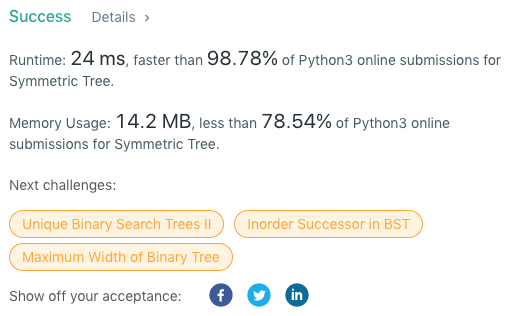 Success Details ›
Runtime: 24 ms, faster than 98.78% of Python3 online submissions for
Symmetric Tree.
Memory Usage: 14.2 MB, less than 78.54% of Python3 online
submissions for Symmetric Tree.
Next challenges:
Unique Binary Search Trees II Inorder Successor in BST
Maximum Width of Binary Tree
Show off your acceptance: f in